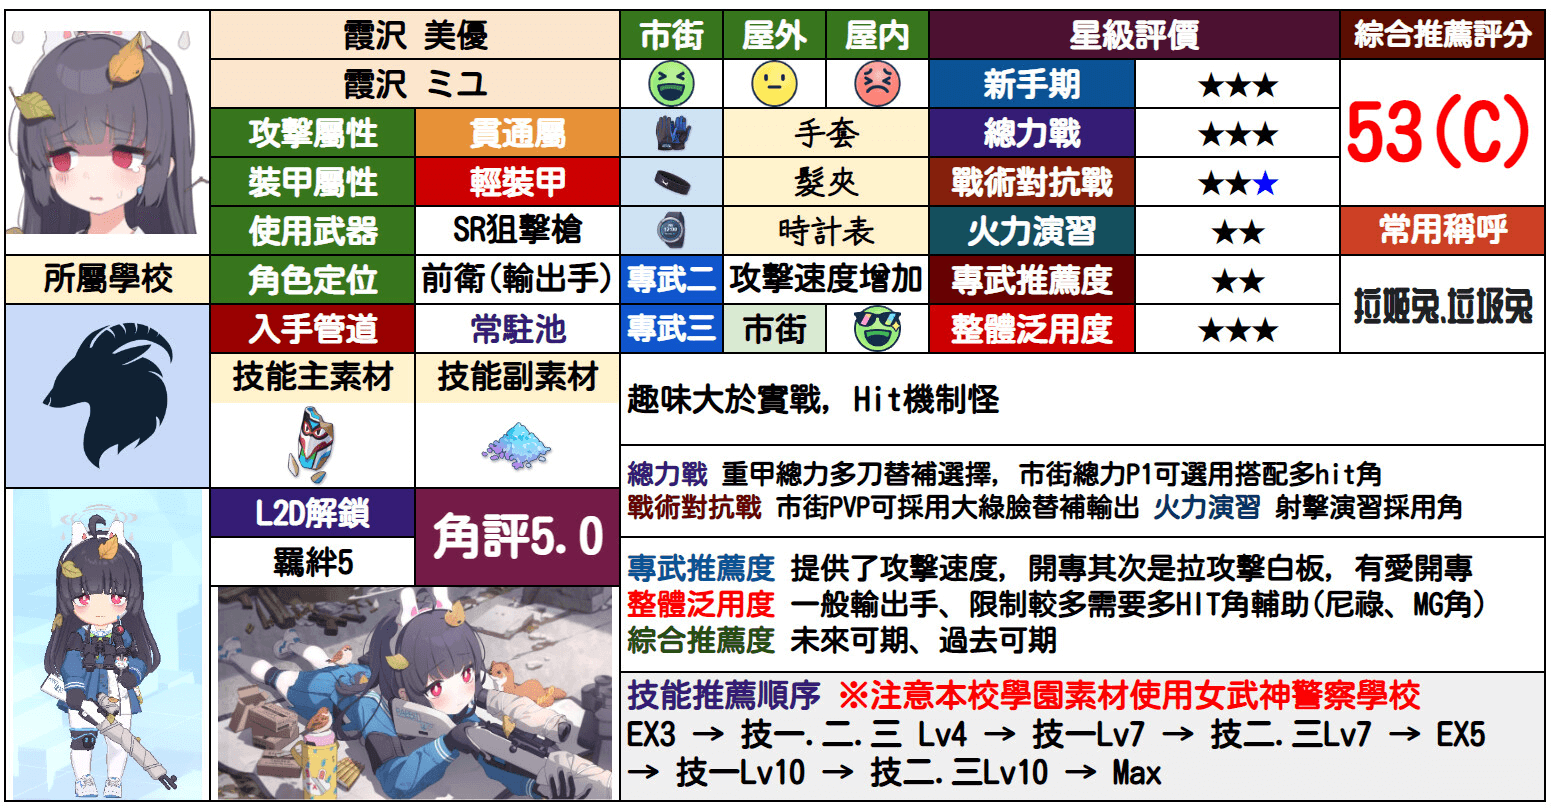 霞沢 美優
市街
屋外
屋内
星級評價
綜合推薦評分
霞沢 ミユ
新手期
★★★
53(C)
攻擊屬性
貫通屬
手套
總力戰
★★★
裝甲屬性
輕裝甲
髮夾
戰術對抗戰
★★★
使用武器
SR狙擊槍
時計表
火力演習
★★
常用稱呼
所屬學校
角色定位
前衛(輸出手)
專武二
攻擊速度增加
專武推薦度
★★
垃姬兔.垃圾兔
入手管道
常駐池
專武三
市街
整體泛用度
★★★
技能主素材
技能副素材
趣味大於實戰, Hit機制怪
總力戰 重甲總力多刀替補選擇, 市街總力P1可選用搭配多hit角
戰術對抗戰 市街PVP可採用大綠臉替補輸出 火力演習 射擊演習採用角
L2D解鎖
角評5.0
羈絆5
專武推薦度 提供了攻擊速度, 開專其次是拉攻擊白板, 有愛開專
整體泛用度 一般輸出手、限制較多需要多HIT角輔助(尼祿、MG角)
綜合推薦度 未來可期、過去可期
技能推薦順序 ※注意本校學園素材使用女武神警察學校
EX3 → 技一.二.三 Lv4 → 技一Lv7 → 技二.三Lv7 → EX5
→ 技一Lv10 → 技二.三Lv10 → Max